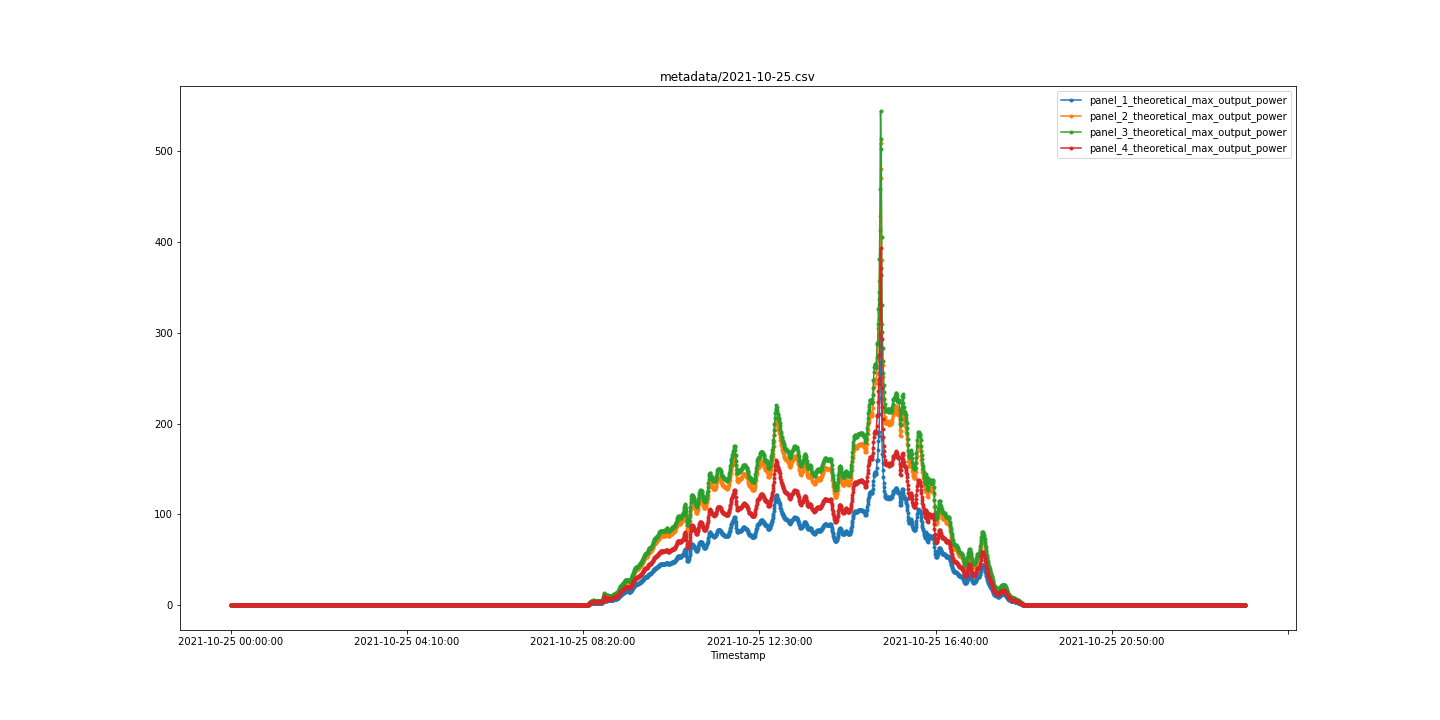 metadata/2021-10-25.csv
panel_1_theoretical_max_output_power
panel_2_theoretical_max_output_power
panel_3_theoretical_max_output_power
panel_4_theoretical_max_output_power
500
400
300
200
100
0
2021-10-25 00:00:00 2021-10-25 04:10:00 2021-10-25 08:20:00 2021-10-25 12:30:00 2021-10-25 16:40:00 2021-10-25 20:50:00
Timestamp